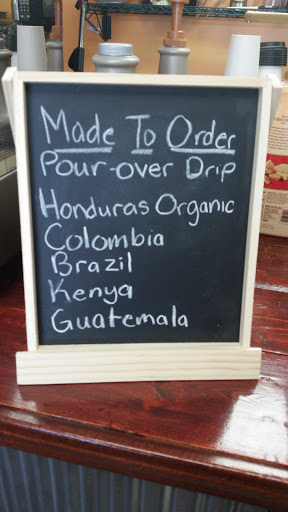 Made To Order
Pour-over Drip
Honduras Organic
Colombia
Brazil
Kenya
Guatemala